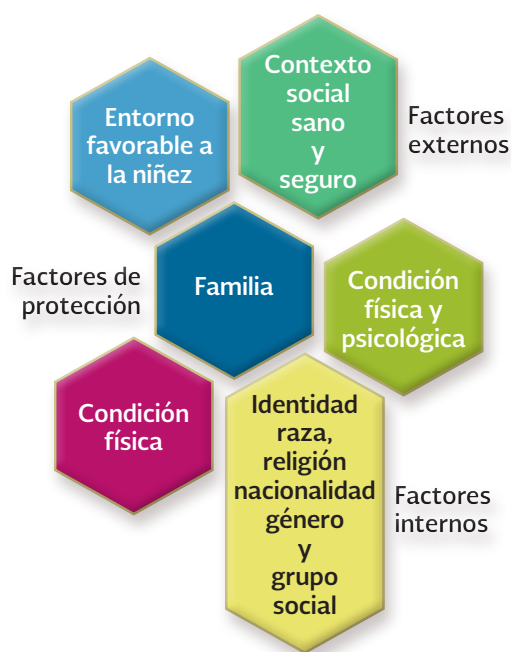 Entorno
favorable a
la niñez
Contexto
social
sano
y
seguro
Factores
externos
Factores de
protección
Familia
Condición
física y
psicológica
Condición
física
Identidad
raza,
religión
nacionalidad
género
y
grupo
social
Factores
internos